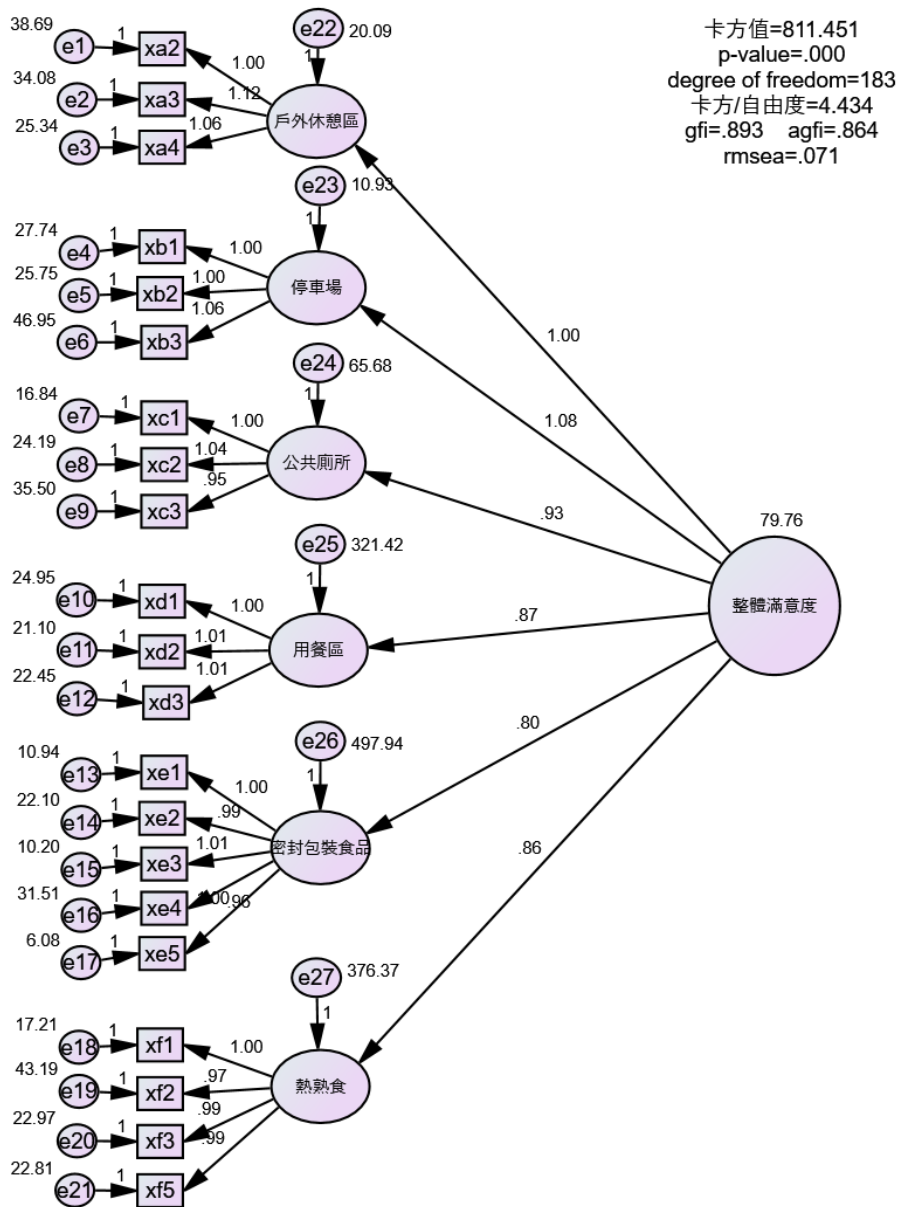 卡方值=811.451
p-value=.000
degree of freedom=183
卡方/自由度=4.434
gfi=.893 agfi=.864
rmsea=.071
38.69
e1
1
xa2
34.08
e2
1
xa3
25.34
e3
1
xa4
1.00
1.12
1.06
e22
20.09
1
戶外休憩區
27.74
e4
1
xb1
25.75
e5
1
xb2
46.95
e6
1
xb3
1.00
1.00
1.06
e23
10.93
1
停車場
16.84
e7
1
xc1
24.19
e8
1
xc2
35.50
e9
1
xc3
1.00
1.04
.95
e24
65.68
1
公共廁所
24.95
e10
1
xd1
21.10
e11
1
xd2
22.45
e12
1
xd3
1.00
1.01
1.01
e25
321.42
1
用餐區
10.94
e13
1
xe1
22.10
e14
1
xe2
10.20
e15
1
xe3
31.51
e16
1
xe4
6.08
e17
1
xe5
1.00
.99
1.01
1.00
.96
e26
497.94
1
密封包裝食品
17.21
e18
1
xf1
43.19
e19
1
xf2
22.97
e20
1
xf3
22.81
e21
1
xf5
1.00
.97
.99
.99
e27
376.37
1
熱熟食
1.00
1.08
.93
.87
.80
.86
79.76
整體滿意度